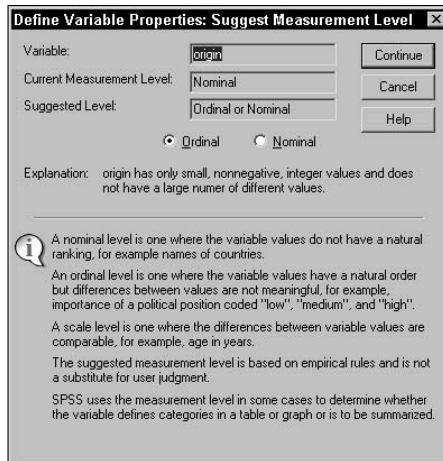 Define Variable Properties: Suggest Measurement Level
Variable: origin Continue
Current Measurement Level: Nominal Cancel
Suggested Level: Ordinal or Nominal Help
Ordinal Nominal
Explanation: origin has only small, nonnegative, integer values and does
not have a large numer of different values.
A nominal level is one where the variable values do not have a natural
ranking, for example names of countries.
An ordinal level is one where the variable values have a natural order
but differences between values are not meaningful, for example,
importance of a political position coded "low", "medium", and "high".
A scale level is one where the differences between variable values are
comparable, for example, age in years.
The suggested measurement level is based on empirical rules and is not
a substitute for user judgment.
SPSS uses the measurement level in some cases to determine whether
the variable defines categories in a table or graph or is to be summarized.